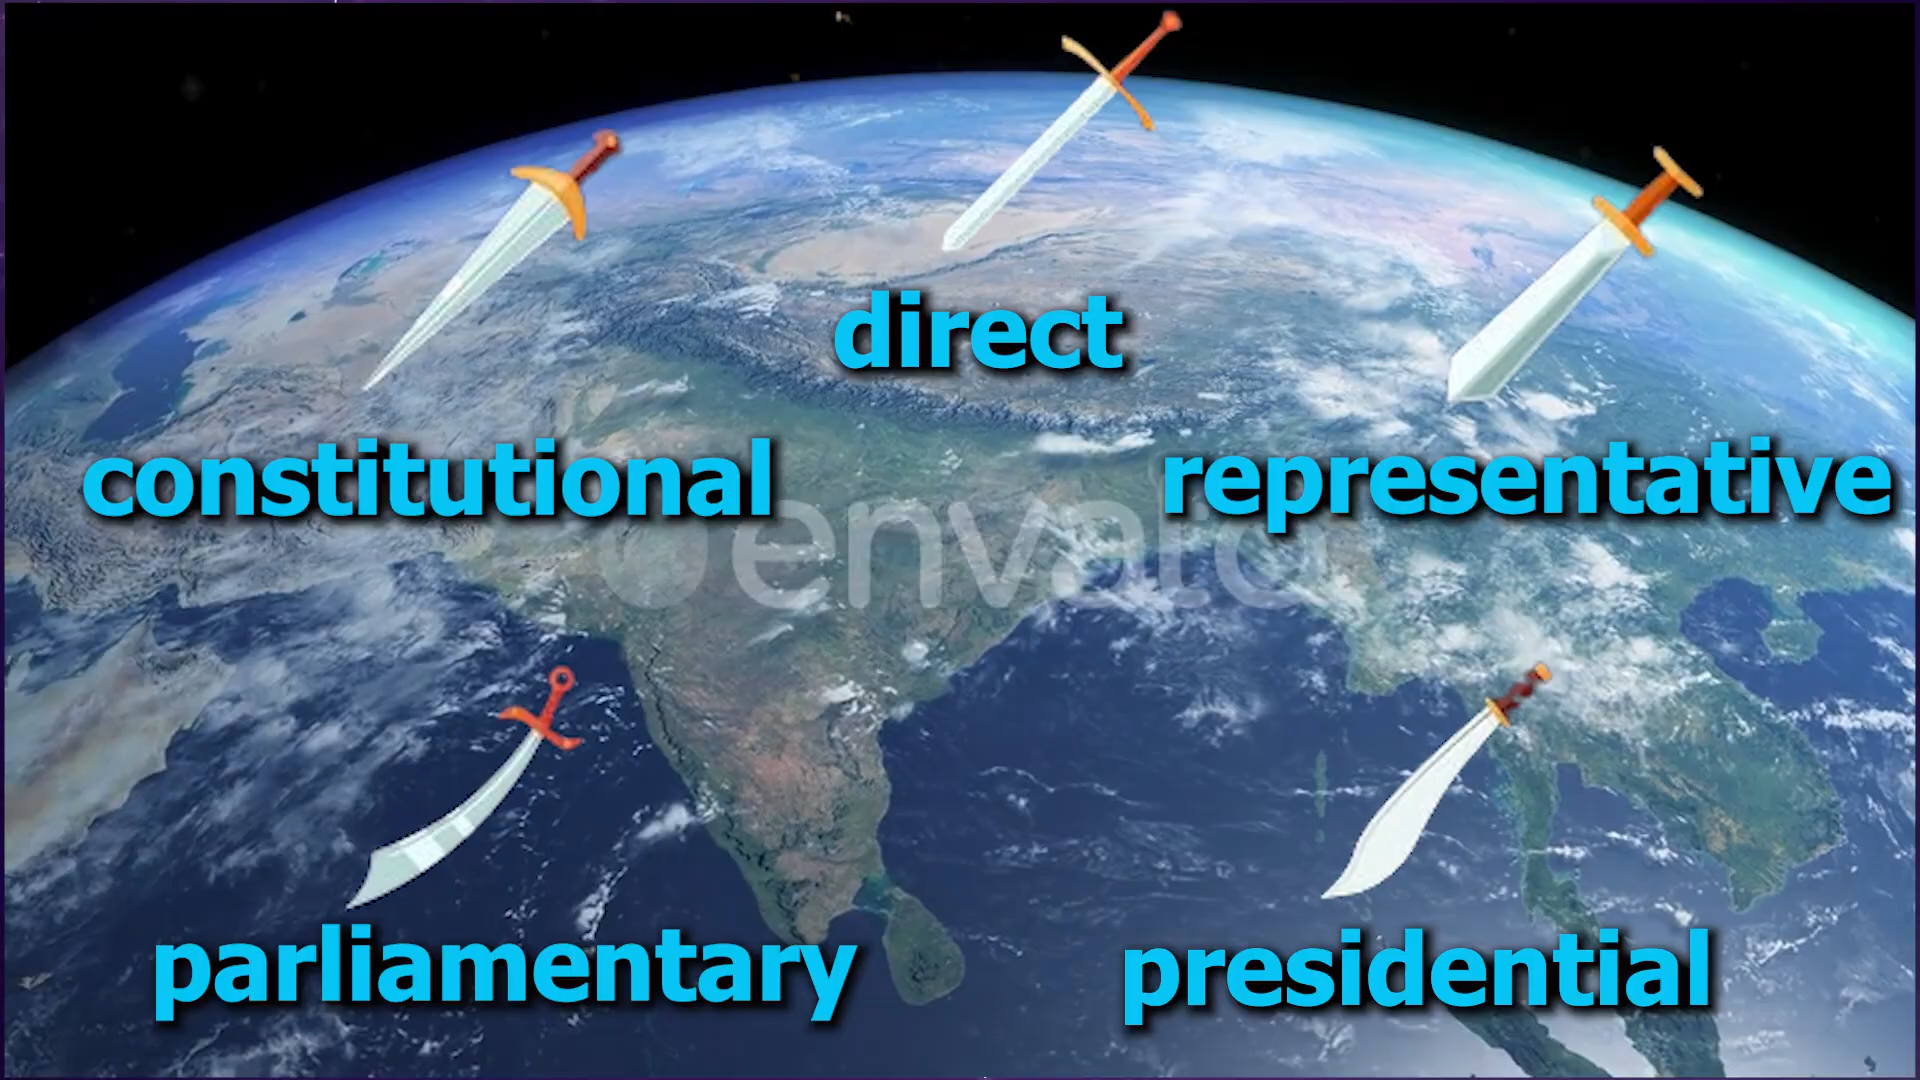 direct
constitutional
representative
envato
parliamentary
presidential